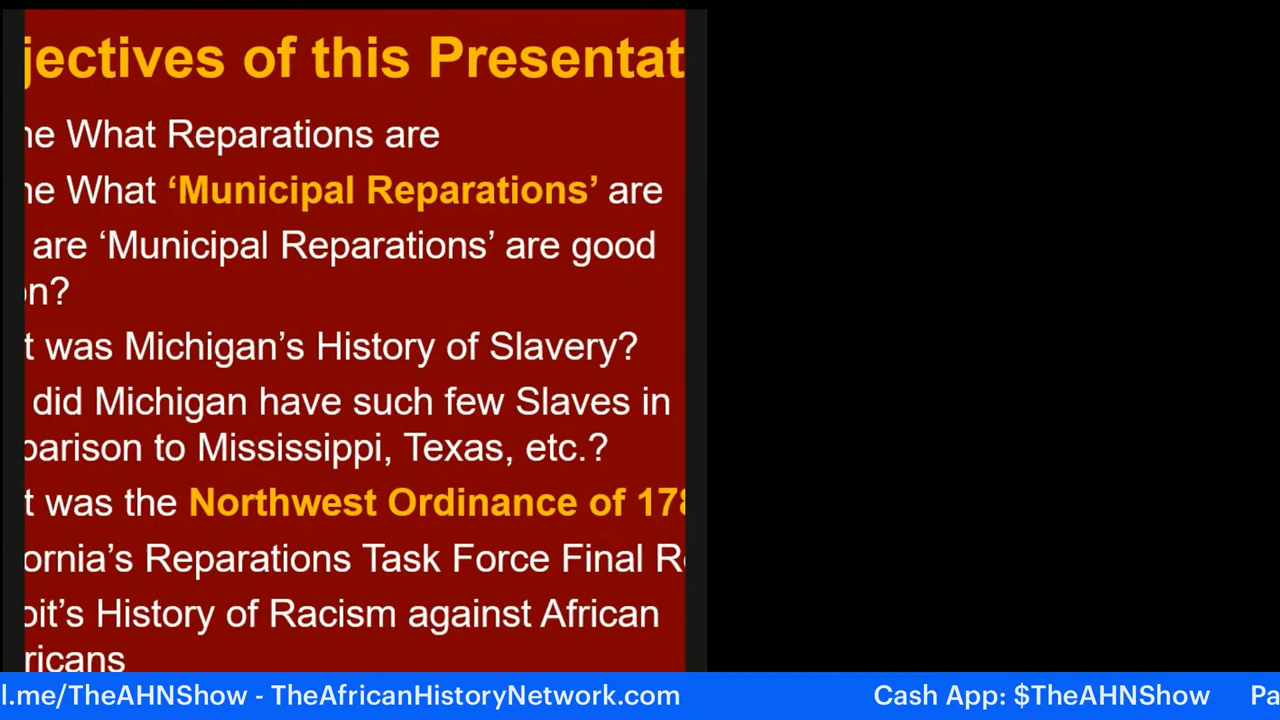 jectives of this Presentat
ne What Reparations are
ne What ‘Municipal Reparations’ are
are ‘Municipal Reparations’ are good
on?
t was Michigan’s History of Slavery?
did Michigan have such few Slaves in
parison to Mississippi, Texas, etc.?
t was the Northwest Ordinance of 178
ornia’s Reparations Task Force Final Re
oit’s History of Racism against African
ricans
l.me/TheAHNShow - TheAfricanHistoryNetwork.com Cash App: $TheAHNShow Pa